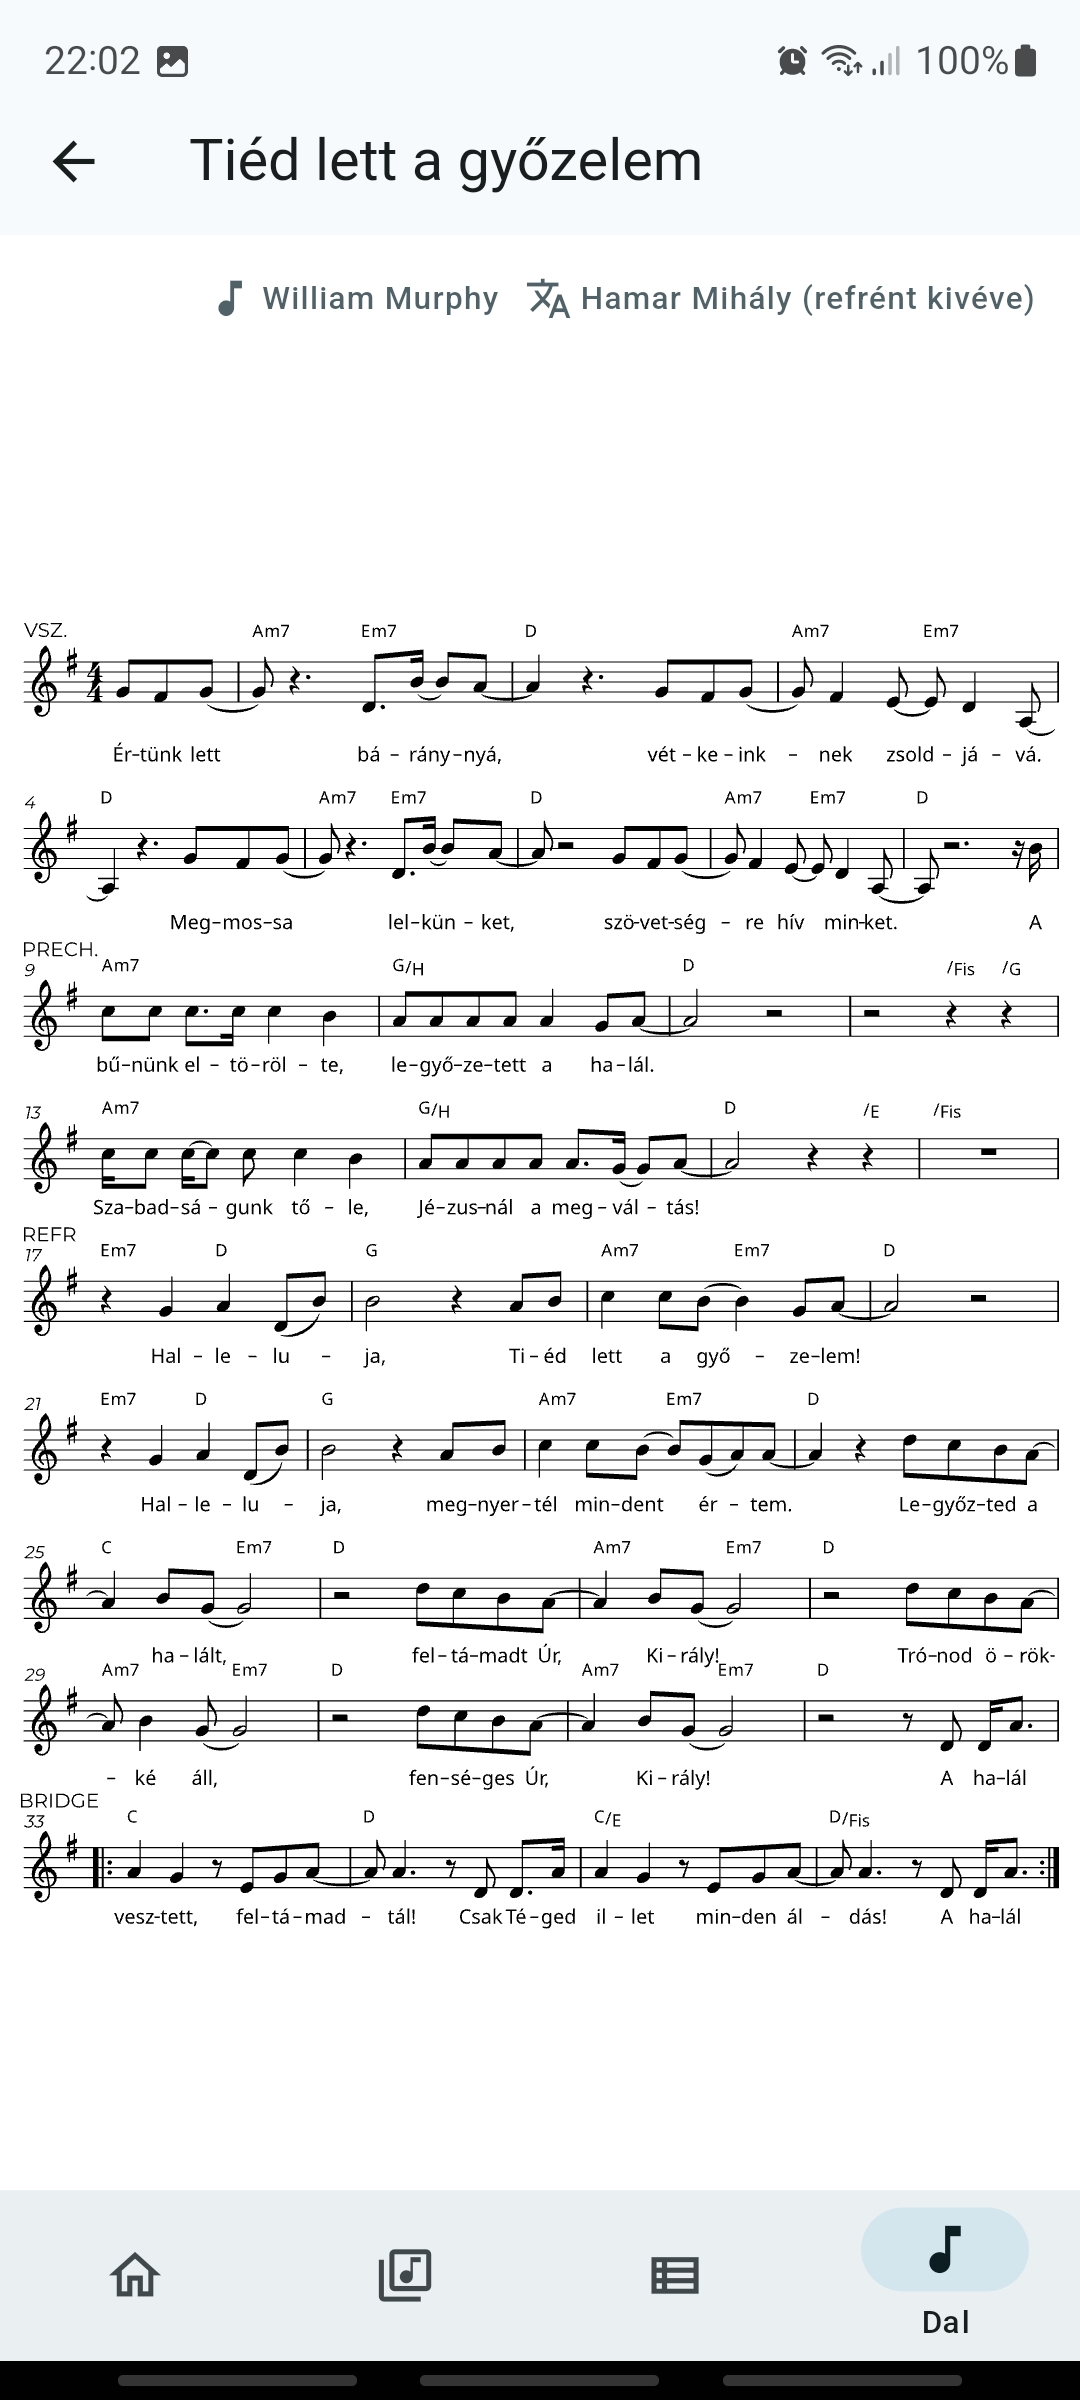 22:02 100%
Tiéd lett a győzelem
William Murphy Hamar Mihály (refrént kivéve)
VSZ.
Am7 Em7 D Am7 Em7
4
4
Ér–tünk lett bá – rány–nyá, vét – ke – ink – nek zsold – já – vá.
4 D Am7 Em7 D Am7 Em7 D
Meg–mos–sa lel–kün – ket, szö–vet–ség – re hív min–ket. A
PRECH.
9 Am7 G/H D /Fis /G
bű–nünk el – tö–röl – te, le–győ–ze–tett a ha–lál.
13 Am7 G/H D /E /Fis
Sza–bad–sá – gunk tő – le, Jé–zus–nál a meg – vál – tás!
REFR
17 Em7 D G Am7 Em7 D
Hal – le – lu – ja, Ti – éd lett a győ – ze–lem!
21 Em7 D G Am7 Em7 D
Hal – le – lu – ja, meg–nyer–tél min–dent ér – tem. Le–győz–ted a
25 C Em7 D Am7 Em7 D
ha – lált, fel–tá–madt Úr, Ki – rály! Tró–nod ö – rök-
29 Am7 Em7 D Am7 Em7 D
– ké áll, fen–sé–ges Úr, Ki – rály! A ha–lál
BRIDGE
33 C D C/E D/Fis
vesz–tett, fel–tá–mad – tál! Csak Té–ged il – let min–den ál – dás! A ha–lál
Dal